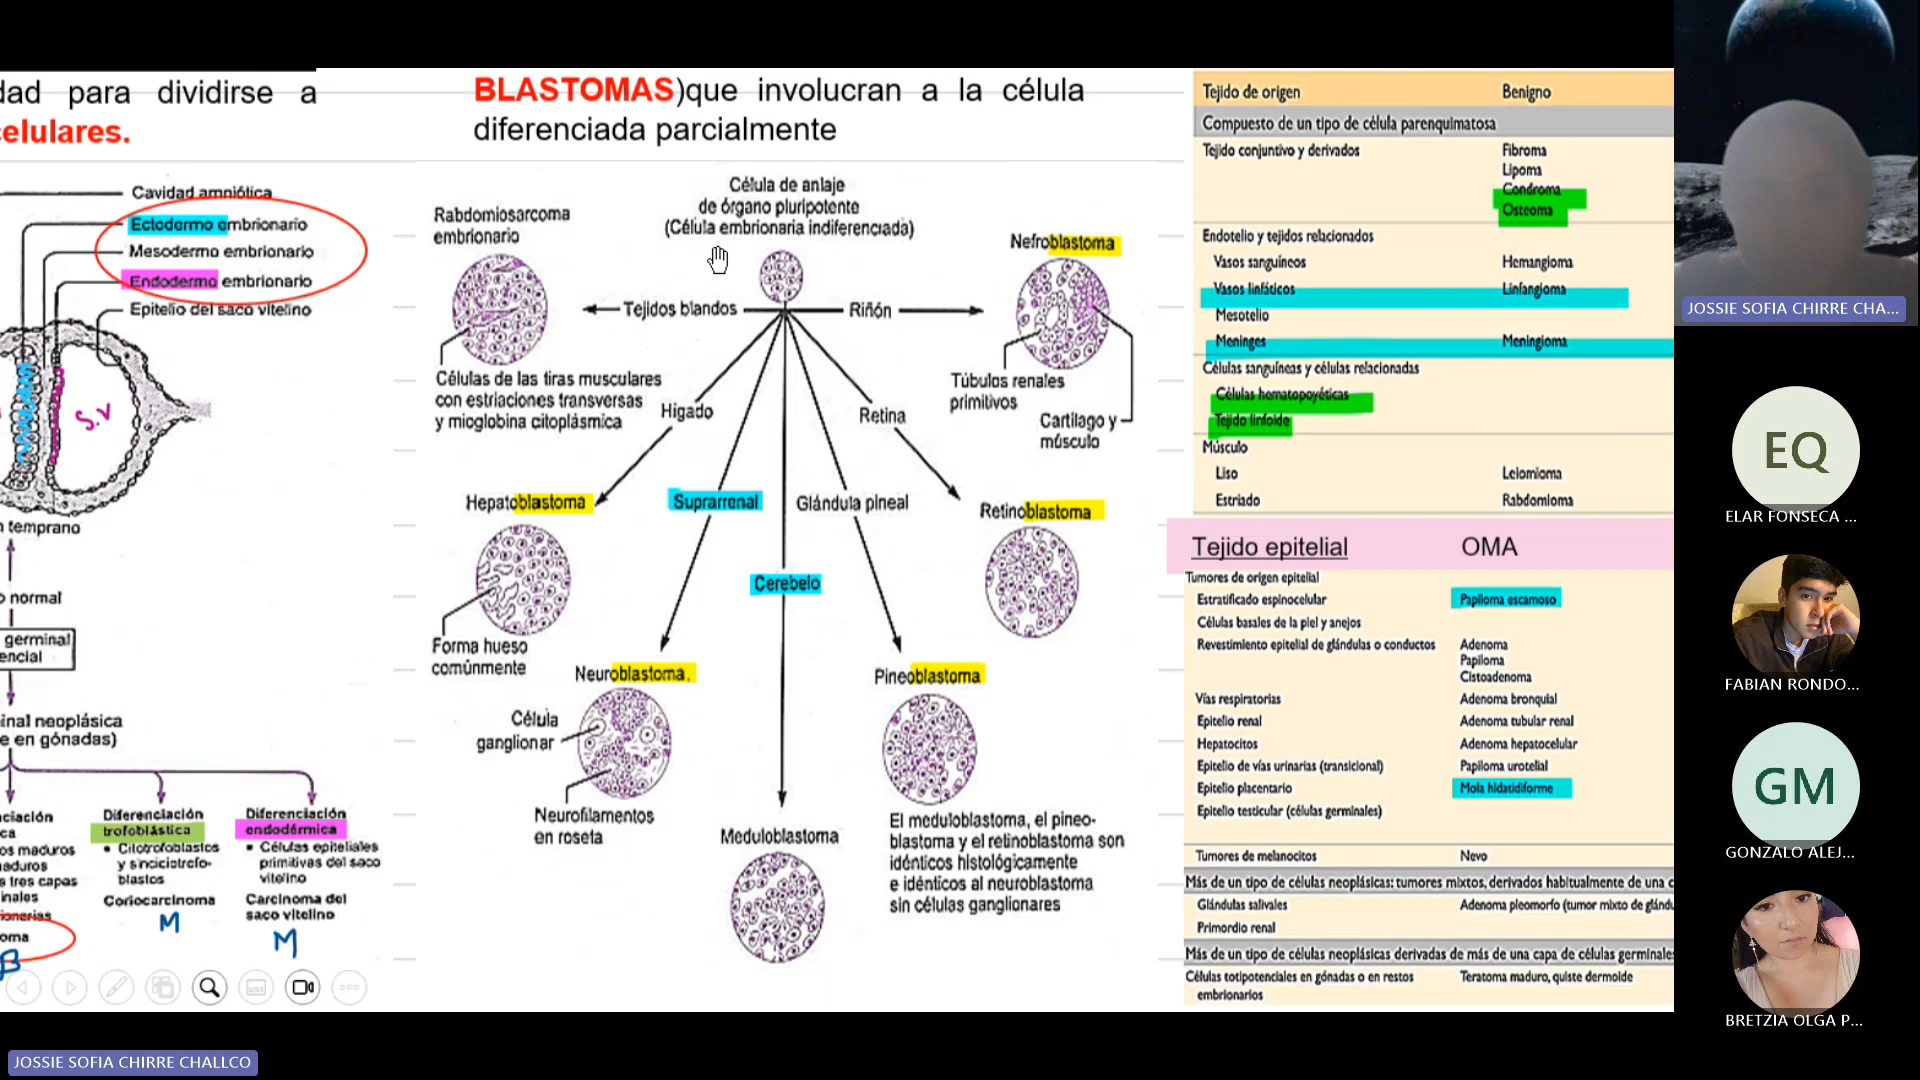 dad para dividirse a
celulares.
Cavidad amniótica
Ectodermo embrionario
Mesodermo embrionario
Endodermo embrionario
Epitelio del saco vitelino
S.V
n temprano
o normal
germinal
encial
inal neoplásica
e en gónadas)
nciación
ca
os maduros
naduros
s tres capas
inales
ionarias
oma
B
Diferenciación
trofoblástica
• Citotrofoblastos
y sinciciotrofo-
blastos
Coriocarcinoma
M
Diferenciación
endodérmica
• Células epiteliales
primitivas del saco
vitelino
Carcinoma del
saco vitelino
M
BLASTOMAS)que involucran a la célula
diferenciada parcialmente
Célula de anlaje
de órgano pluripotente
(Célula embrionaria indiferenciada)
Rabdomiosarcoma
embrionario
Nefroblastoma
Tejidos blandos
Riñón
Células de las tiras musculares
con estriaciones transversas
y mioglobina citoplásmica
Túbulos renales
primitivos
Cartílago y
músculo
Hígado
Retina
Hepatoblastoma
Suprarrenal
Glándula pineal
Retinoblastoma
Cerebelo
Forma hueso
comúnmente
Neuroblastoma.
Pineoblastoma
Célula
ganglionar
Neurofilamentos
en roseta
Meduloblastoma
El meduloblastoma, el pineo-
blastoma y el retinoblastoma son
idénticos histológicamente
e idénticos al neuroblastoma
sin células ganglionares
Tejido de origen Benigno
Compuesto de un tipo de célula parenquimatosa
Tejido conjuntivo y derivados Fibroma
Lipoma
Condroma
Osteoma
Endotelio y tejidos relacionados
Vasos sanguíneos Hemangioma
Vasos linfáticos Linfangioma
Mesotelio
Meninges Meningioma
Células sanguíneas y células relacionadas
Células hematopoyéticas
Tejido linfoide
Músculo
Liso Leiomioma
Estriado Rabdomioma
Tejido epitelial OMA
Tumores de origen epitelial
Estratificado espinocelular Papiloma escamoso
Células basales de la piel y anejos
Revestimiento epitelial de glándulas o conductos Adenoma
Papiloma
Cistoadenoma
Vías respiratorias Adenoma bronquial
Epitelio renal Adenoma tubular renal
Hepatocitos Adenoma hepatocelular
Epitelio de vías urinarias (transicional) Papiloma urotelial
Epitelio placentario Mola hidatidiforme
Epitelio testicular (células germinales)
Tumores de melanocitos Nevo
Más de un tipo de células neoplásicas: tumores mixtos, derivados habitualmente de una c
Glándulas salivales Adenoma pleomorfo (tumor mixto de glándu
Primordio renal
Más de un tipo de células neoplásicas derivadas de más de una capa de células germinales
Células totipotenciales en gónadas o en restos Teratoma maduro, quiste dermoide
embrionarios
JOSSIE SOFIA CHIRRE CHA...
EQ
ELAR FONSECA ...
FABIAN RONDO...
GM
GONZALO ALEJ...
BRETZIA OLGA P...
JOSSIE SOFIA CHIRRE CHALLCO